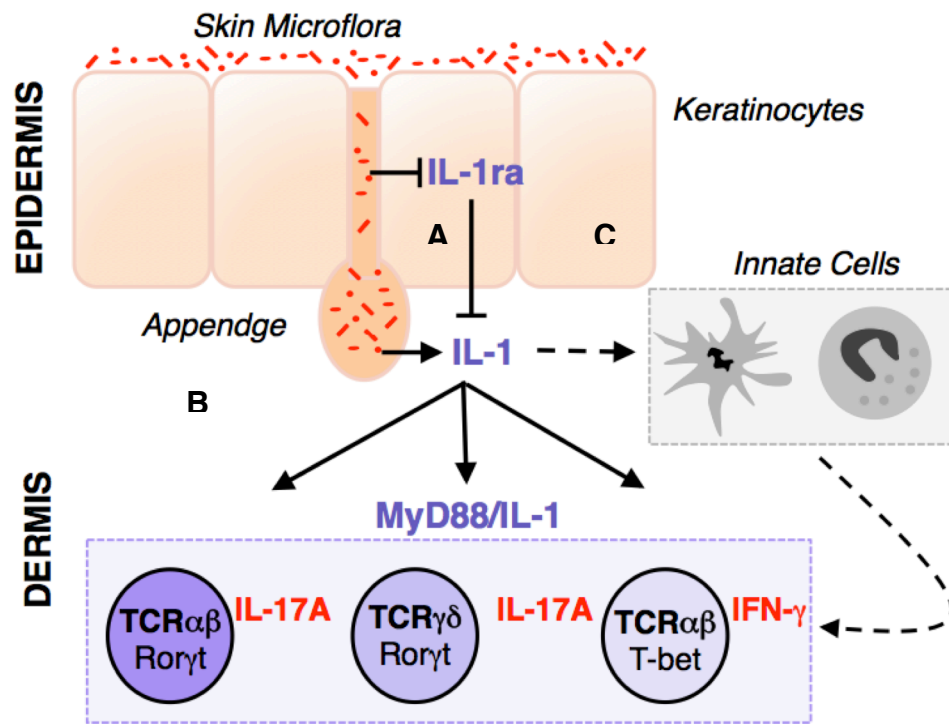 Skin Microflora
EPIDERMIS
Keratinocytes
IL-1ra
A
C
Innate Cells
Appendge
IL-1
B
DERMIS
MyD88/IL-1
TCRαβ
Rorγt
IL-17A
TCRγδ
Rorγt
IL-17A
TCRαβ
T-bet
IFN-γ